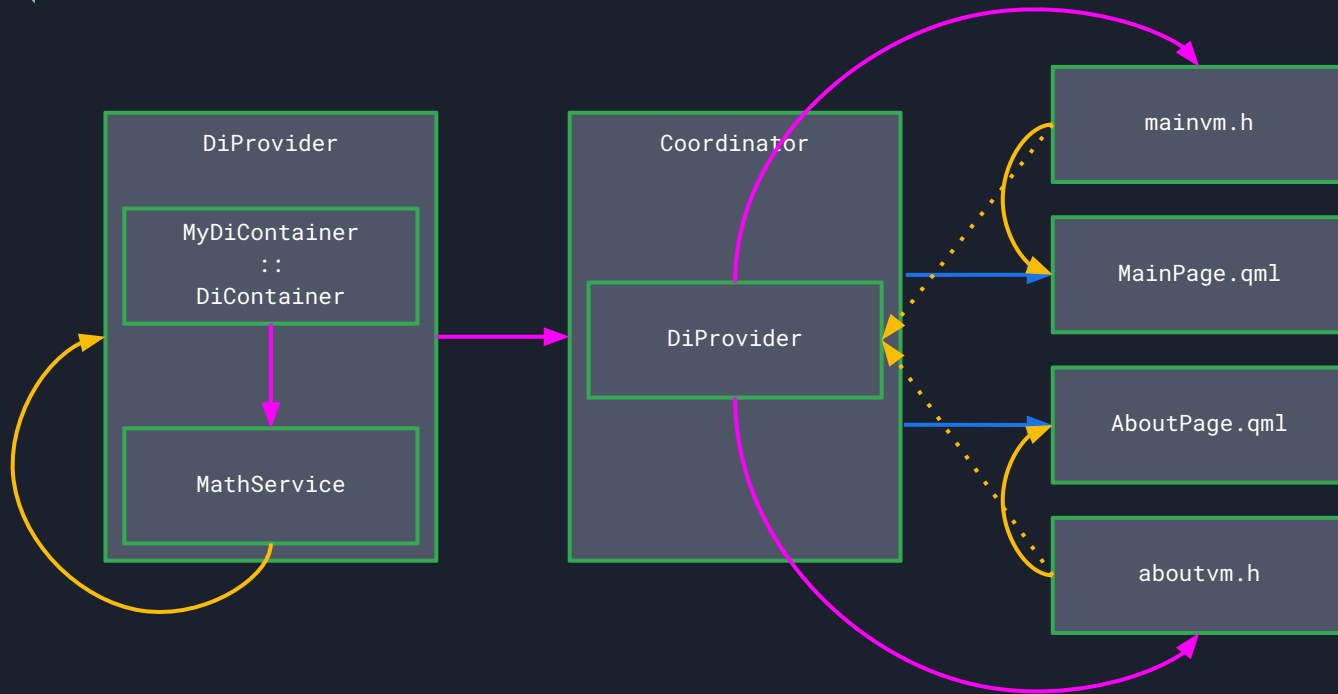 DiProvider
MyDiContainer
::
DiContainer
MathService
Coordinator
DiProvider
mainvm.h
MainPage.qml
AboutPage.qml
aboutvm.h